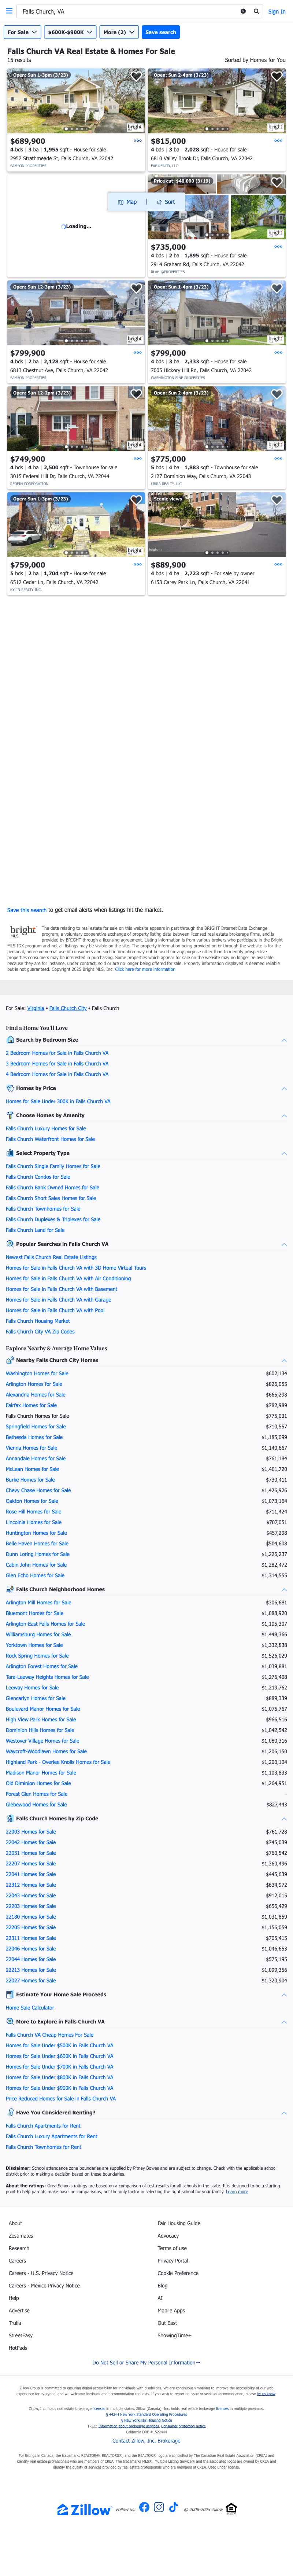 Falls Church, VA
Sign In
For Sale
$600K-$900K
More (2)
Save search
Falls Church VA Real Estate & Homes For Sale
15 results
Sorted by Homes for You
Open: Sun 1-3pm (3/23)
bright
$689,900
4 bds | 3 ba | 1,955 sqft - House for sale
2957 Strathmeade St, Falls Church, VA 22042
SAMSON PROPERTIES
Open: Sun 2-4pm (3/23)
bright
$815,000
4 bds | 3 ba | 2,028 sqft - House for sale
6810 Valley Brook Dr, Falls Church, VA 22042
EXP REALTY, LLC
Loading...
Map
Sort
Price cut: $40,000 (3/19)
bright
$735,000
4 bds | 2 ba | 1,895 sqft - House for sale
2914 Graham Rd, Falls Church, VA 22042
RLAH @PROPERTIES
Open: Sun 12-3pm (3/23)
bright
$799,900
4 bds | 4 ba | 2,128 sqft - House for sale
6813 Chestnut Ave, Falls Church, VA 22042
SAMSON PROPERTIES
Open: Sun 1-4pm (3/23)
bright
$799,000
5 bds | 3 ba | 2,333 sqft - House for sale
7005 Hickory Hill Rd, Falls Church, VA 22042
WASHINGTON FINE PROPERTIES
Open: Sun 12-2pm (3/23)
bright
$749,900
4 bds | 4 ba | 2,500 sqft - Townhouse for sale
3015 Federal Hill Dr, Falls Church, VA 22044
REDFIN CORPORATION
Open: Sun 2-4pm (3/23)
bright
$775,000
5 bds | 4 ba | 1,883 sqft - Townhouse for sale
2127 Dominion Way, Falls Church, VA 22043
LIBRA REALTY, LLC
Open: Sun 1-3pm (3/23)
bright
$759,000
5 bds | 2 ba | 1,704 sqft - House for sale
6512 Cedar Ln, Falls Church, VA 22042
KYLIN REALTY INC.
Scenic views
$889,900
4 bds | 4 ba | 2,723 sqft - For sale by owner
6153 Carey Park Ln, Falls Church, VA 22041
Save this search to get email alerts when listings hit the market.
bright MLS
The data relating to real estate for sale on this website appears in part through the BRIGHT Internet Data Exchange program, a voluntary cooperative exchange of property listing data between licensed real estate brokerage firms, and is provided by BRIGHT through a licensing agreement. Listing information is from various brokers who participate in the Bright MLS IDX program and not all listings may be visible on the site. The property information being provided on or through the website is for the personal, non-commercial use of consumers and such information may not be used for any purpose other than to identify prospective properties consumers may be interested in purchasing. Some properties which appear for sale on the website may no longer be available because they are for instance, under contract, sold or are no longer being offered for sale. Property information displayed is deemed reliable but is not guaranteed. Copyright 2025 Bright MLS, Inc. Click here for more information
For Sale: Virginia • Falls Church City • Falls Church
Find a Home You'll Love
Search by Bedroom Size
2 Bedroom Homes for Sale in Falls Church VA
3 Bedroom Homes for Sale in Falls Church VA
4 Bedroom Homes for Sale in Falls Church VA
Homes by Price
Homes for Sale Under 300K in Falls Church VA
Choose Homes by Amenity
Falls Church Luxury Homes for Sale
Falls Church Waterfront Homes for Sale
Select Property Type
Falls Church Single Family Homes for Sale
Falls Church Condos for Sale
Falls Church Bank Owned Homes for Sale
Falls Church Short Sales Homes for Sale
Falls Church Townhomes for Sale
Falls Church Duplexes & Triplexes for Sale
Falls Church Land for Sale
Popular Searches in Falls Church VA
Newest Falls Church Real Estate Listings
Homes for Sale in Falls Church VA with 3D Home Virtual Tours
Homes for Sale in Falls Church VA with Air Conditioning
Homes for Sale in Falls Church VA with Basement
Homes for Sale in Falls Church VA with Garage
Homes for Sale in Falls Church VA with Pool
Falls Church Housing Market
Falls Church City VA Zip Codes
Explore Nearby & Average Home Values
Nearby Falls Church City Homes
Washington Homes for Sale $602,134
Arlington Homes for Sale $826,055
Alexandria Homes for Sale $665,298
Fairfax Homes for Sale $782,989
Falls Church Homes for Sale $775,031
Springfield Homes for Sale $710,557
Bethesda Homes for Sale $1,185,099
Vienna Homes for Sale $1,140,667
Annandale Homes for Sale $761,184
McLean Homes for Sale $1,401,720
Burke Homes for Sale $730,411
Chevy Chase Homes for Sale $1,426,926
Oakton Homes for Sale $1,073,164
Rose Hill Homes for Sale $711,424
Lincolnia Homes for Sale $707,051
Huntington Homes for Sale $457,298
Belle Haven Homes for Sale $504,608
Dunn Loring Homes for Sale $1,226,237
Cabin John Homes for Sale $1,282,472
Glen Echo Homes for Sale $1,314,555
Falls Church Neighborhood Homes
Arlington Mill Homes for Sale $306,681
Bluemont Homes for Sale $1,088,920
Arlington-East Falls Homes for Sale $1,105,307
Williamsburg Homes for Sale $1,448,366
Yorktown Homes for Sale $1,332,838
Rock Spring Homes for Sale $1,526,029
Arlington Forest Homes for Sale $1,039,881
Tara-Leeway Heights Homes for Sale $1,276,408
Leeway Homes for Sale $1,219,762
Glencarlyn Homes for Sale $889,339
Boulevard Manor Homes for Sale $1,075,752
High View Park Homes for Sale $966,516
Dominion Hills Homes for Sale $1,042,542
Westover Village Homes for Sale $1,080,316
Waycroft-Woodlawn Homes for Sale $1,206,150
Highland Park - Overlee Knolls Homes for Sale $1,200,104
Madison Manor Homes for Sale $1,103,833
Old Diminion Homes for Sale $1,264,951
Forest Glen Homes for Sale -
Glebewood Homes for Sale $827,443
Falls Church Homes by Zip Code
22003 Homes for Sale $761,728
22042 Homes for Sale $745,039
22031 Homes for Sale $760,542
22207 Homes for Sale $1,360,496
22041 Homes for Sale $445,639
22312 Homes for Sale $634,972
22043 Homes for Sale $912,015
22203 Homes for Sale $656,429
22180 Homes for Sale $1,031,859
22205 Homes for Sale $1,156,059
22311 Homes for Sale $705,415
22046 Homes for Sale $1,046,653
22044 Homes for Sale $575,195
22213 Homes for Sale $1,099,356
22027 Homes for Sale $1,320,904
Estimate Your Home Sale Proceeds
Home Sale Calculator
More to Explore in Falls Church VA
Falls Church VA Cheap Homes For Sale
Homes for Sale Under $500K in Falls Church VA
Homes for Sale Under $600K in Falls Church VA
Homes for Sale Under $700K in Falls Church VA
Homes for Sale Under $800K in Falls Church VA
Homes for Sale Under $900K in Falls Church VA
Price Reduced Homes for Sale in Falls Church VA
Have You Considered Renting?
Falls Church Apartments for Rent
Falls Church Luxury Apartments for Rent
Falls Church Townhomes for Rent
Disclaimer: School attendance zone boundaries are supplied by Pitney Bowes and are subject to change. Check with the applicable school district prior to making a decision based on these boundaries.
About the ratings: GreatSchools ratings are based on a comparison of test results for all schools in the state. It is designed to be a starting point to help parents make baseline comparisons, not the only factor in selecting the right school for your family. Learn more
About
Fair Housing Guide
Zestimates
Advocacy
Research
Terms of use
Careers
Privacy Portal
Careers - U.S. Privacy Notice
Cookie Preference
Careers - Mexico Privacy Notice
Blog
Help
AI
Advertise
Mobile Apps
Trulia
Out East
StreetEasy
ShowingTime+
HotPads
Do Not Sell or Share My Personal Information→
Zillow Group is committed to ensuring digital accessibility for individuals with disabilities. We are continuously working to improve the accessibility of our web experience for everyone, and we welcome feedback and accommodation requests. If you wish to report an issue or seek an accommodation, please let us know.
Zillow, Inc. holds real estate brokerage licenses in multiple states. Zillow (Canada), Inc. holds real estate brokerage licenses in multiple provinces.
§ 442-H New York Standard Operating Procedures
§ New York Fair Housing Notice
TREC: Information about brokerage services, Consumer protection notice
California DRE #1522444
Contact Zillow, Inc. Brokerage
For listings in Canada, the trademarks REALTOR®, REALTORS®, and the REALTOR® logo are controlled by The Canadian Real Estate Association (CREA) and identify real estate professionals who are members of CREA. The trademarks MLS®, Multiple Listing Service® and the associated logos are owned by CREA and identify the quality of services provided by real estate professionals who are members of CREA. Used under license.
Zillow
Follow us:
© 2006-2025 Zillow